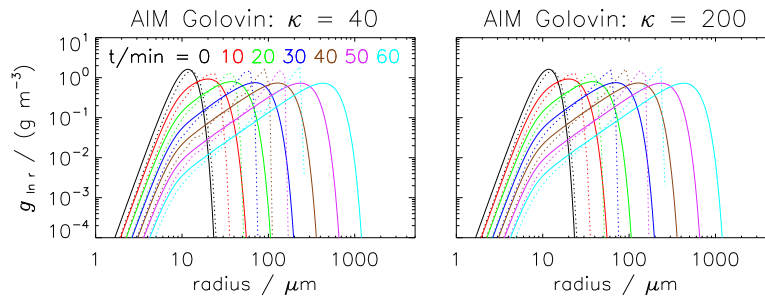 AIM Golovin: κ = 40
AIM Golovin: κ = 200
g ln r / (g m⁻³)
10¹
10⁰
10⁻¹
10⁻²
10⁻³
10⁻⁴
t/min = 0 10 20 30 40 50 60
1 10 100 1000
radius / μm
1 10 100 1000
radius / μm